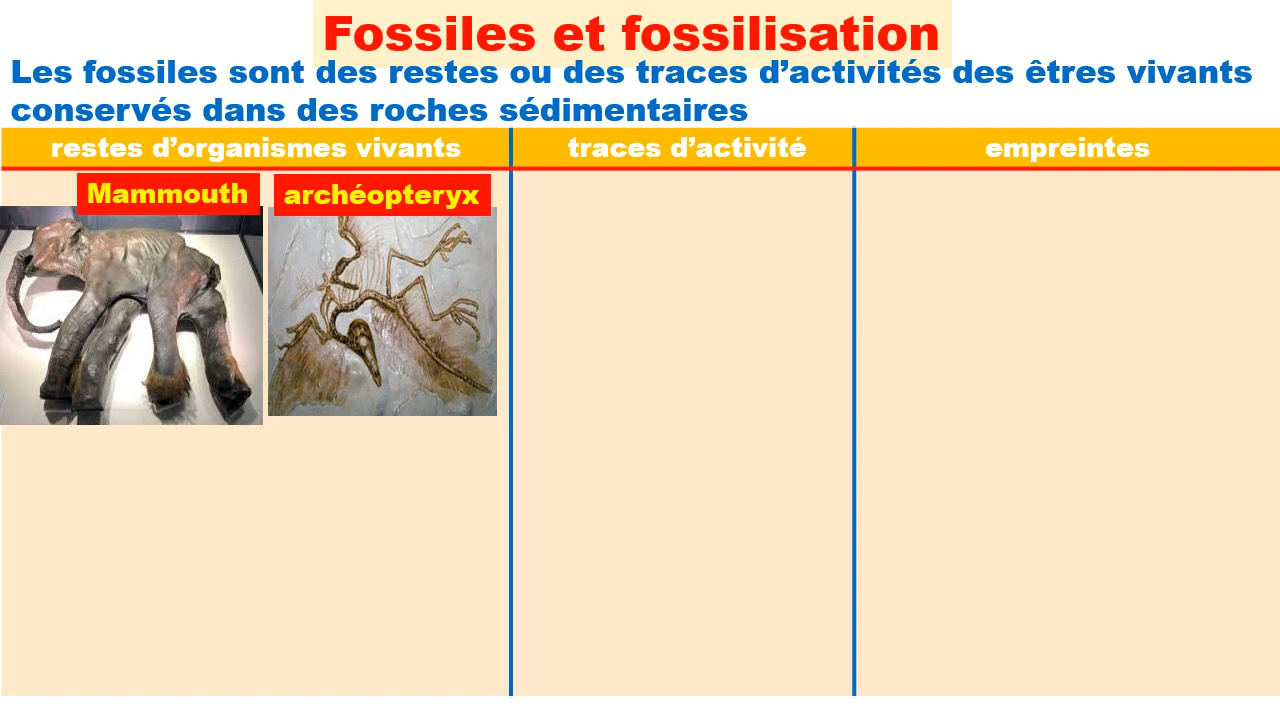 Fossiles et fossilisation
Les fossiles sont des restes ou des traces d’activités des êtres vivants
conservés dans des roches sédimentaires
restes d’organismes vivants
traces d’activité
empreintes
Mammouth
archéopteryx